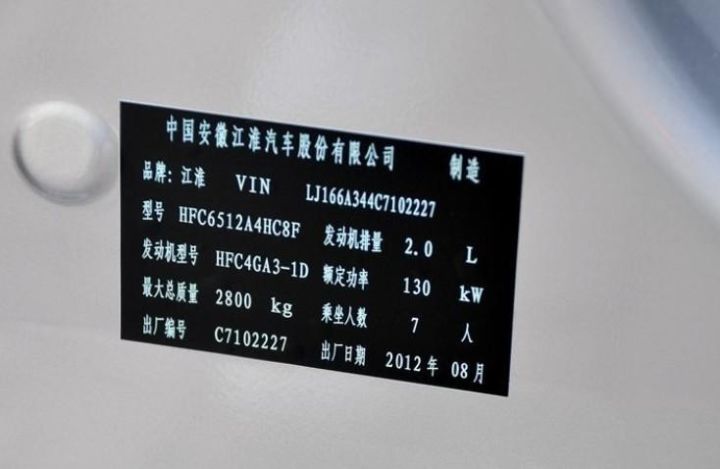 中国安徽江淮汽车股份有限公司 制造
品牌: 江淮 VIN LJ166A344C7102227
型号 HFC6512A4HC8F 发动机排量 2.0 L
发动机型号 HFC4GA3-1D 额定功率 130 kW
最大总质量 2800 kg 乘坐人数 7 人
出厂编号 C7102227 出厂日期 2012 年 08 月